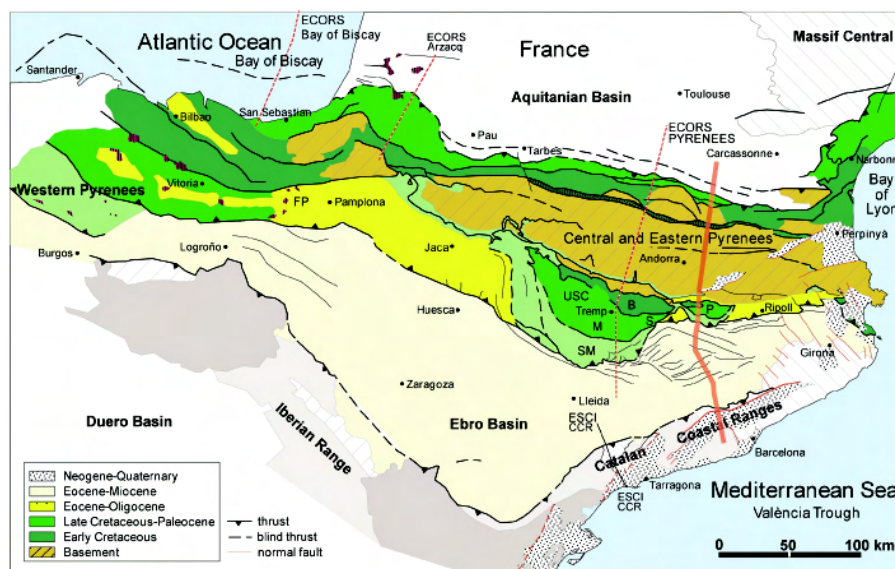 ECORS
Bay of Biscay
ECORS
Arzacq
Atlantic Ocean
Bay of Biscay
France
Massif Central
Santander
Aquitanian Basin
Toulouse
Bilbao
San Sebastian
Pau
Tarbes
ECORS
PYRENEES
Carcassonne
Narbonn
Bay
of
Lyon
Western Pyrenees
Vitoria
FP
Pamplona
Perpinyà
Central and Eastern Pyrenees
Andorra
Burgos
Logroño
Jaca
USC
Tremp
B
M
S
P
Ripoll
Huesca
SM
Girona
Zaragoza
Lleida
Duero Basin
Iberian Range
Ebro Basin
ESCI
CCR
Catalan
Coastal Ranges
Barcelona
ESCI
CCR
Tarragona
Mediterranean Sea
València Trough
Neogene-Quaternary
Eocene-Miocene
Eocene-Oligocene
Late Cretaceous-Paleocene
Early Cretaceous
Basement
thrust
blind thrust
normal fault
0 50 100 km